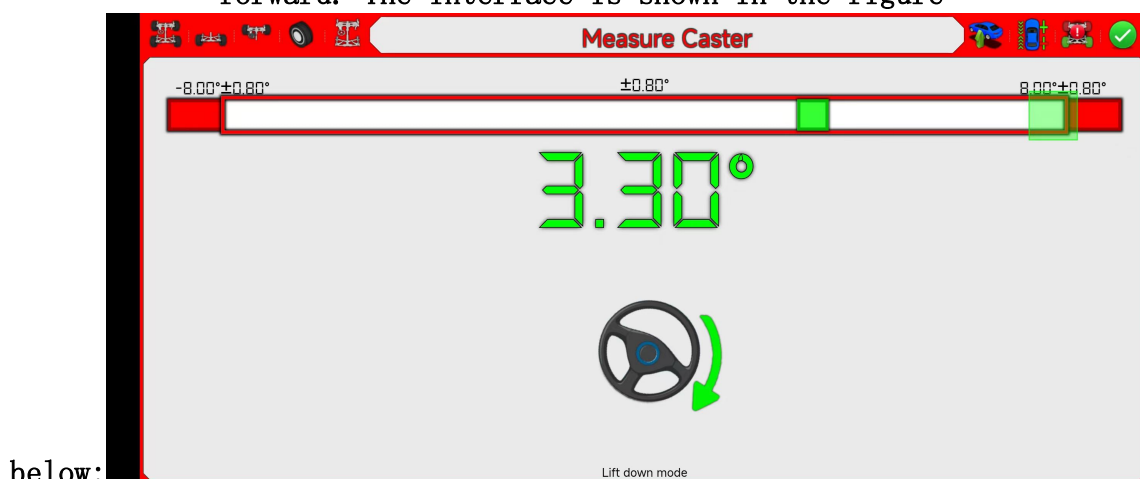 forward. The interface is shown in the figure
Measure Caster
-8.00°±0.80° ±0.80° 8.00°±0.80°
3.30°
Lift down mode
below: